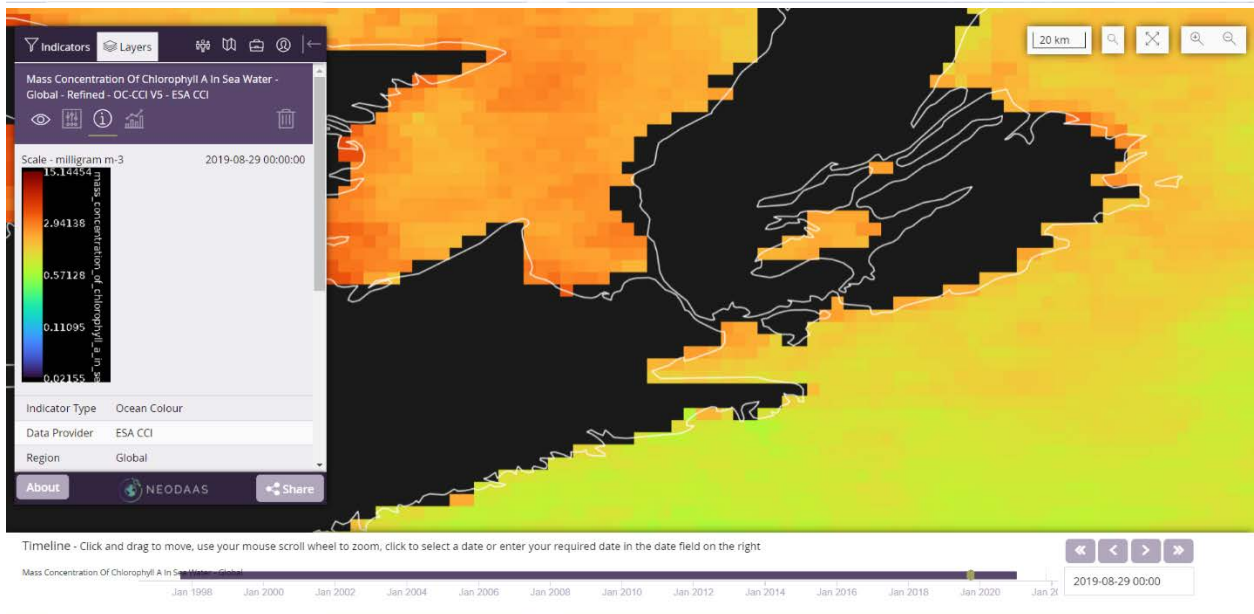 Indicators Layers
20 km
Mass Concentration Of Chlorophyll A In Sea Water -
Global - Refined - OC-CCI V5 - ESA CCI
Scale - milligram m-3 2019-08-29 00:00:00
15.14454
2.94138
0.57128
0.11095
0.02155
mass_concentration_of_chlorophyll_a_in_se
Indicator Type Ocean Colour
Data Provider ESA CCI
Region Global
About NEODAAS Share
Timeline - Click and drag to move, use your mouse scroll wheel to zoom, click to select a date or enter your required date in the date field on the right
Mass Concentration Of Chlorophyll A In Sea Water - Global
2019-08-29 00:00
Jan 1998 Jan 2000 Jan 2002 Jan 2004 Jan 2006 Jan 2008 Jan 2010 Jan 2012 Jan 2014 Jan 2016 Jan 2018 Jan 2020 Jan 20